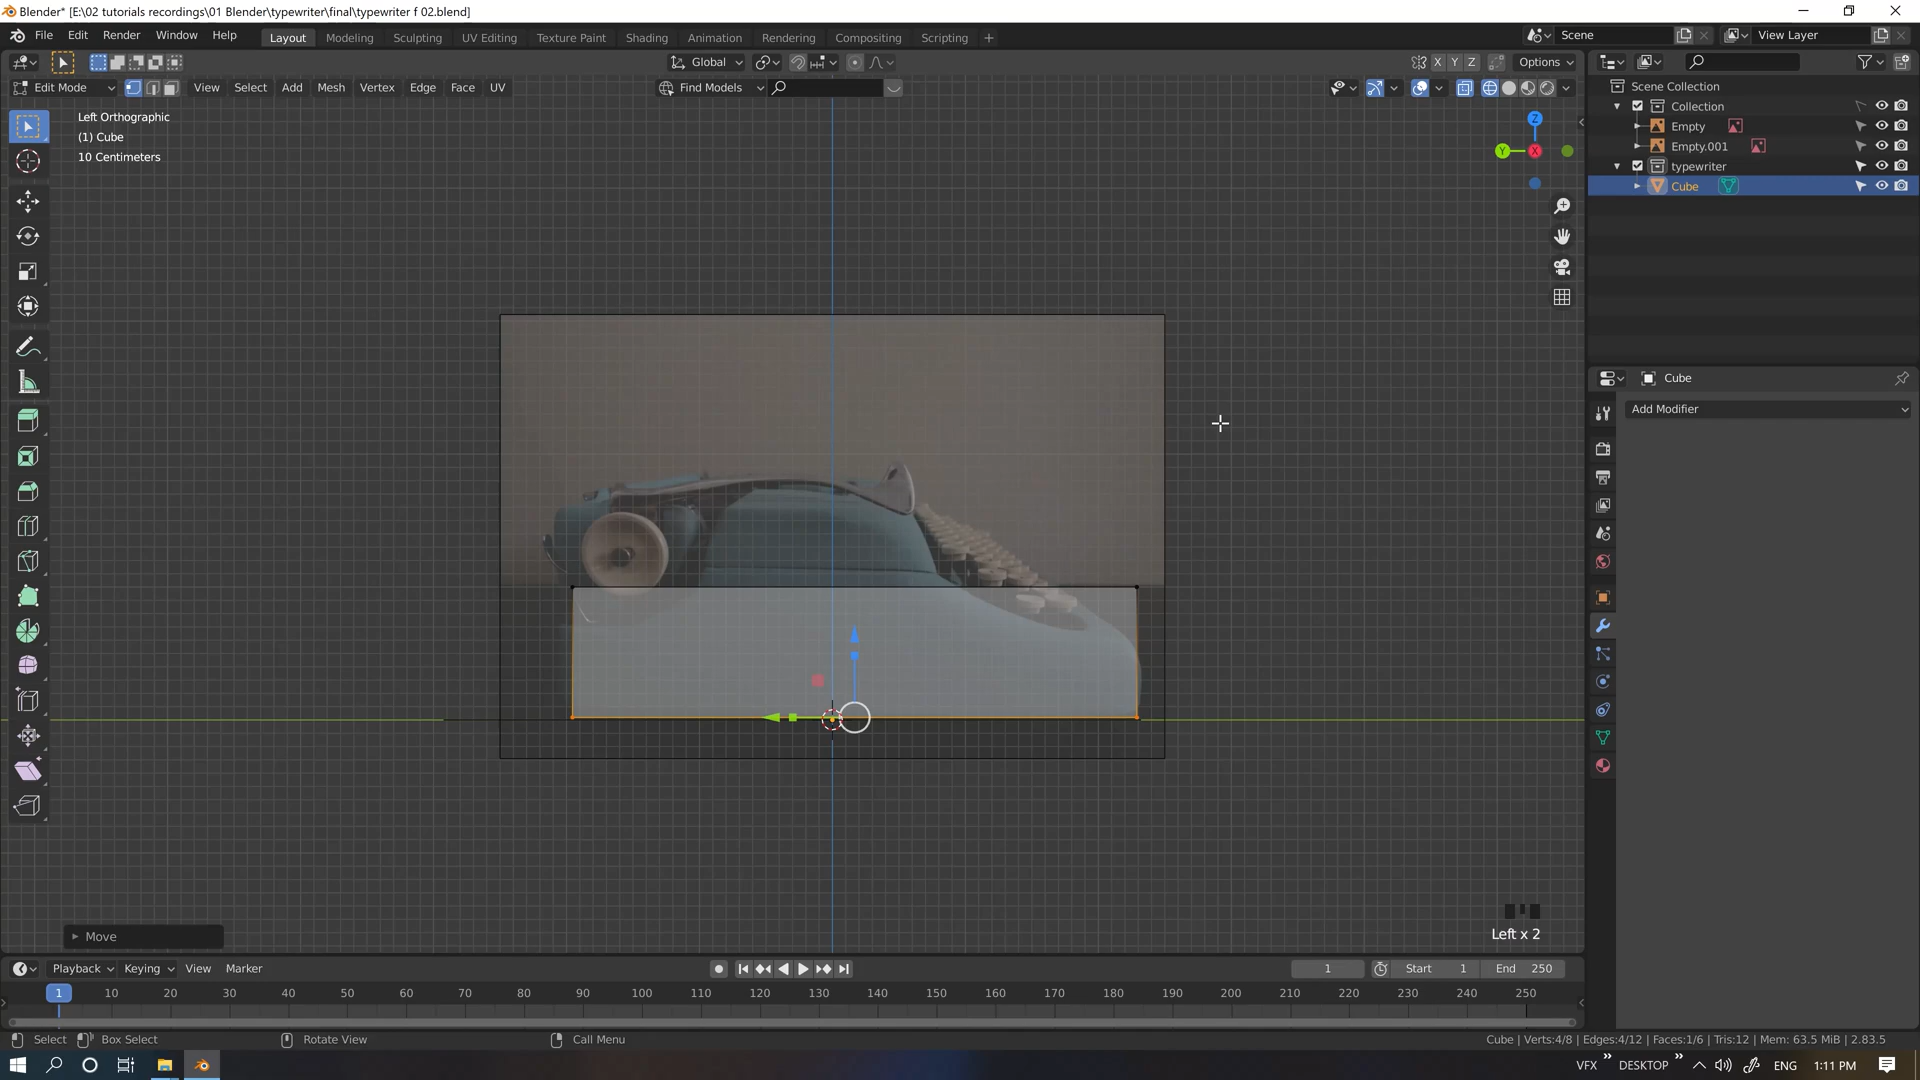 Blender* [E:\02 tutorials recordings\01 Blender\typewriter\final\typewriter f 02.blend]
File Edit Render Window Help Layout Modeling Sculpting UV Editing Texture Paint Shading Animation Rendering Compositing Scripting + Scene View Layer
Global X Y Z Options
Edit Mode View Select Add Mesh Vertex Edge Face UV Find Models
Left Orthographic
(1) Cube
10 Centimeters
Z
Y X
Scene Collection
Collection
Empty
Empty.001
typewriter
Cube
Cube
Add Modifier
Move
Left x 2
Playback Keying View Marker 1 Start 1 End 250
1 10 20 30 40 50 60 70 80 90 100 110 120 130 140 150 160 170 180 190 200 210 220 230 240 250
Select Box Select Rotate View Call Menu Cube | Verts:4/8 | Edges:4/12 | Faces:1/6 | Tris:12 | Mem: 63.5 MiB | 2.83.5
VFX DESKTOP ENG 1:11 PM